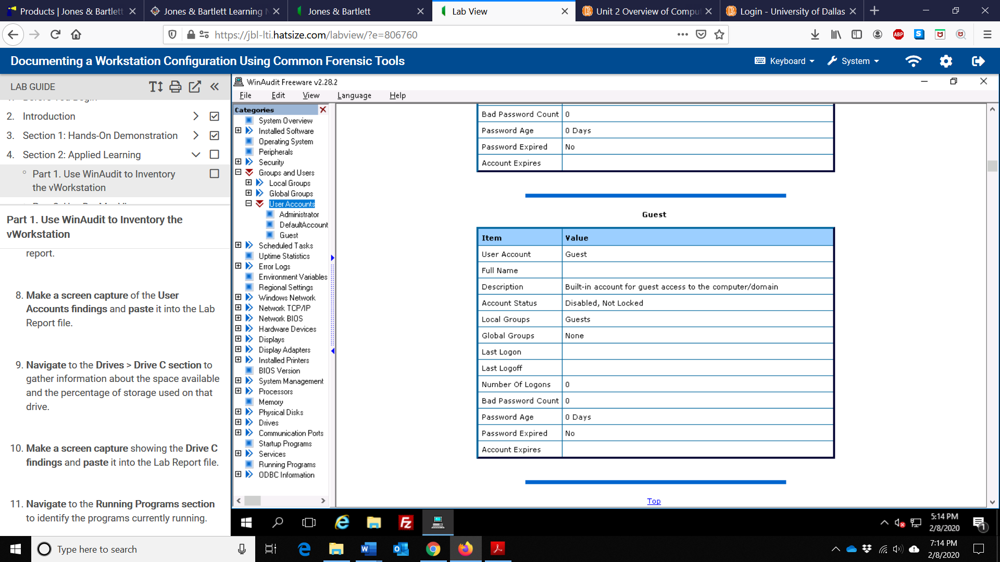 Products | Jones & Bartlett
Jones & Bartlett Learning N
Jones & Bartlett
Lab View
Unit 2 Overview of Compu
Login - University of Dallas
https://jbl-lti.hatsize.com/labview/?e=806760
ABP
S
Documenting a Workstation Configuration Using Common Forensic Tools
Keyboard
System
LAB GUIDE
2. Introduction
3. Section 1: Hands-On Demonstration
4. Section 2: Applied Learning
Part 1. Use WinAudit to Inventory
the vWorkstation
Part 1. Use WinAudit to Inventory the
vWorkstation
report.
8. Make a screen capture of the User
Accounts findings and paste it into the Lab
Report file.
9. Navigate to the Drives > Drive C section to
gather information about the space available
and the percentage of storage used on that
drive.
10. Make a screen capture showing the Drive C
findings and paste it into the Lab Report file.
11. Navigate to the Running Programs section
to identify the programs currently running.
WinAudit Freeware v2.28.2
File Edit View Language Help
Categories
System Overview
Installed Software
Operating System
Peripherals
Security
Groups and Users
Local Groups
Global Groups
User Accounts
Administrator
DefaultAccount
Guest
Scheduled Tasks
Uptime Statistics
Error Logs
Environment Variables
Regional Settings
Windows Network
Network TCP/IP
Network BIOS
Hardware Devices
Displays
Display Adapters
Installed Printers
BIOS Version
System Management
Processors
Memory
Physical Disks
Drives
Communication Ports
Startup Programs
Services
Running Programs
ODBC Information
Bad Password Count 0
Password Age 0 Days
Password Expired No
Account Expires
Guest
Item Value
User Account Guest
Full Name
Description Built-in account for guest access to the computer/domain
Account Status Disabled, Not Locked
Local Groups Guests
Global Groups None
Last Logon
Last Logoff
Number Of Logons 0
Bad Password Count 0
Password Age 0 Days
Password Expired No
Account Expires
Top
Fz
5:14 PM
2/8/2020
1
Type here to search
7:14 PM
2/8/2020